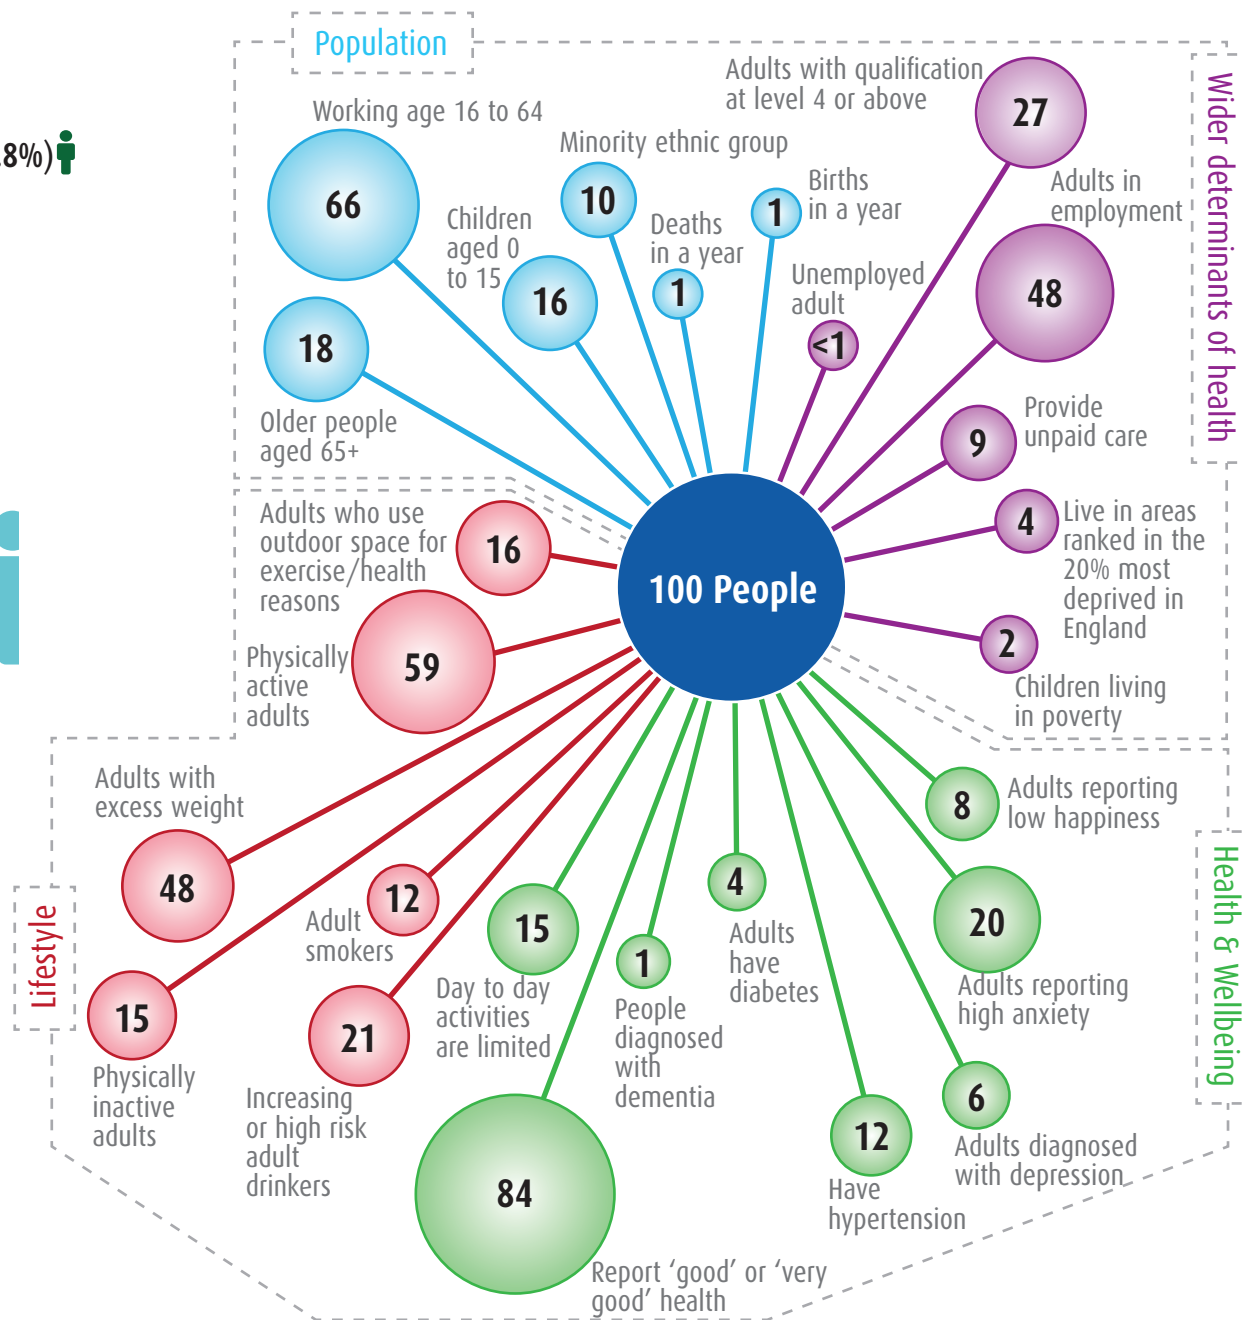 Population
Adults with qualification
at level 4 or above
27
Wider determinants of health
Working age 16 to 64
66
Minority ethnic group
10
.8%)
Births
in a year
1
Adults in
employment
48
Children
aged 0
to 15
16
Deaths
in a year
1
Unemployed
adult
<1
18
Older people
aged 65+
Provide
unpaid care
9
Adults who use
outdoor space for
exercise/health
reasons
16
4
Live in areas
ranked in the
20% most
deprived in
England
100 People
Physically
active
adults
59
2
Children living
in poverty
Adults with
excess weight
48
8
Adults reporting
low happiness
Lifestyle
12
Adult
smokers
15
Day to day
activities
are limited
4
Adults
have
diabetes
20
Adults reporting
high anxiety
Health & Wellbeing
15
Physically
inactive
adults
21
Increasing
or high risk
adult
drinkers
1
People
diagnosed
with
dementia
6
Adults diagnosed
with depression
12
Have
hypertension
84
Report ‘good’ or ‘very
good’ health